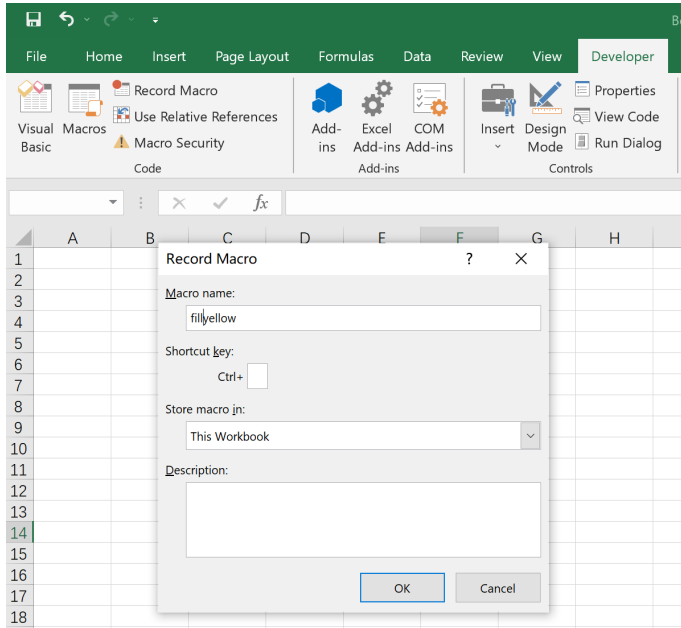 File Home Insert Page Layout Formulas Data Review View Developer
Visual Basic
Macros
Record Macro
Use Relative References
Macro Security
Code
Add-ins
Excel Add-ins
COM Add-ins
Add-ins
Insert
Design Mode
Properties
View Code
Run Dialog
Controls
fx
A B C D E F G H
1
2
3
4
5
6
7
8
9
10
11
12
13
14
15
16
17
18
Record Macro ?
Macro name:
fillyellow
Shortcut key:
Ctrl+
Store macro in:
This Workbook
Description:
OK Cancel